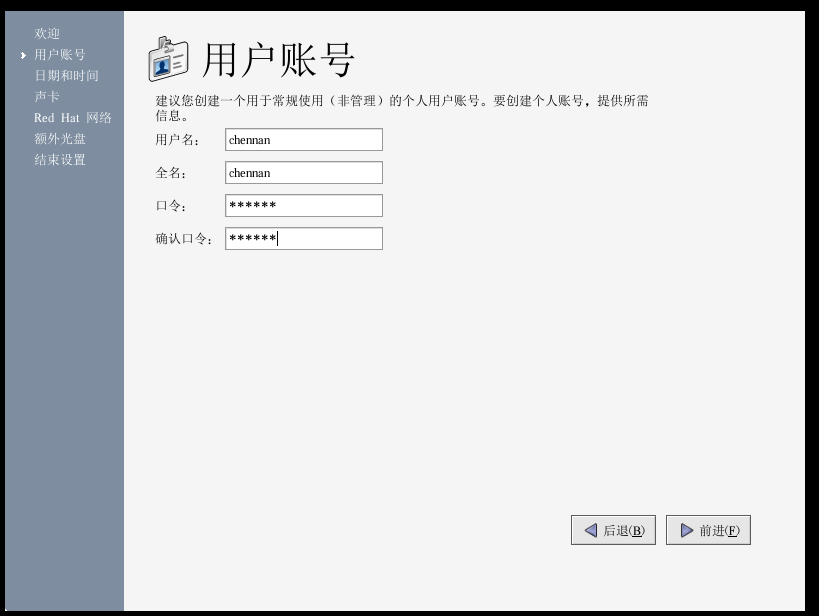 欢迎
用户账号
日期和时间
声卡
Red Hat 网络
额外光盘
结束设置
用户账号
建议您创建一个用于常规使用（非管理）的个人用户账号。要创建个人账号，提供所需
信息。
用户名： chennan
全名： chennan
口令： ******
确认口令： ******
后退(B) 前进(F)